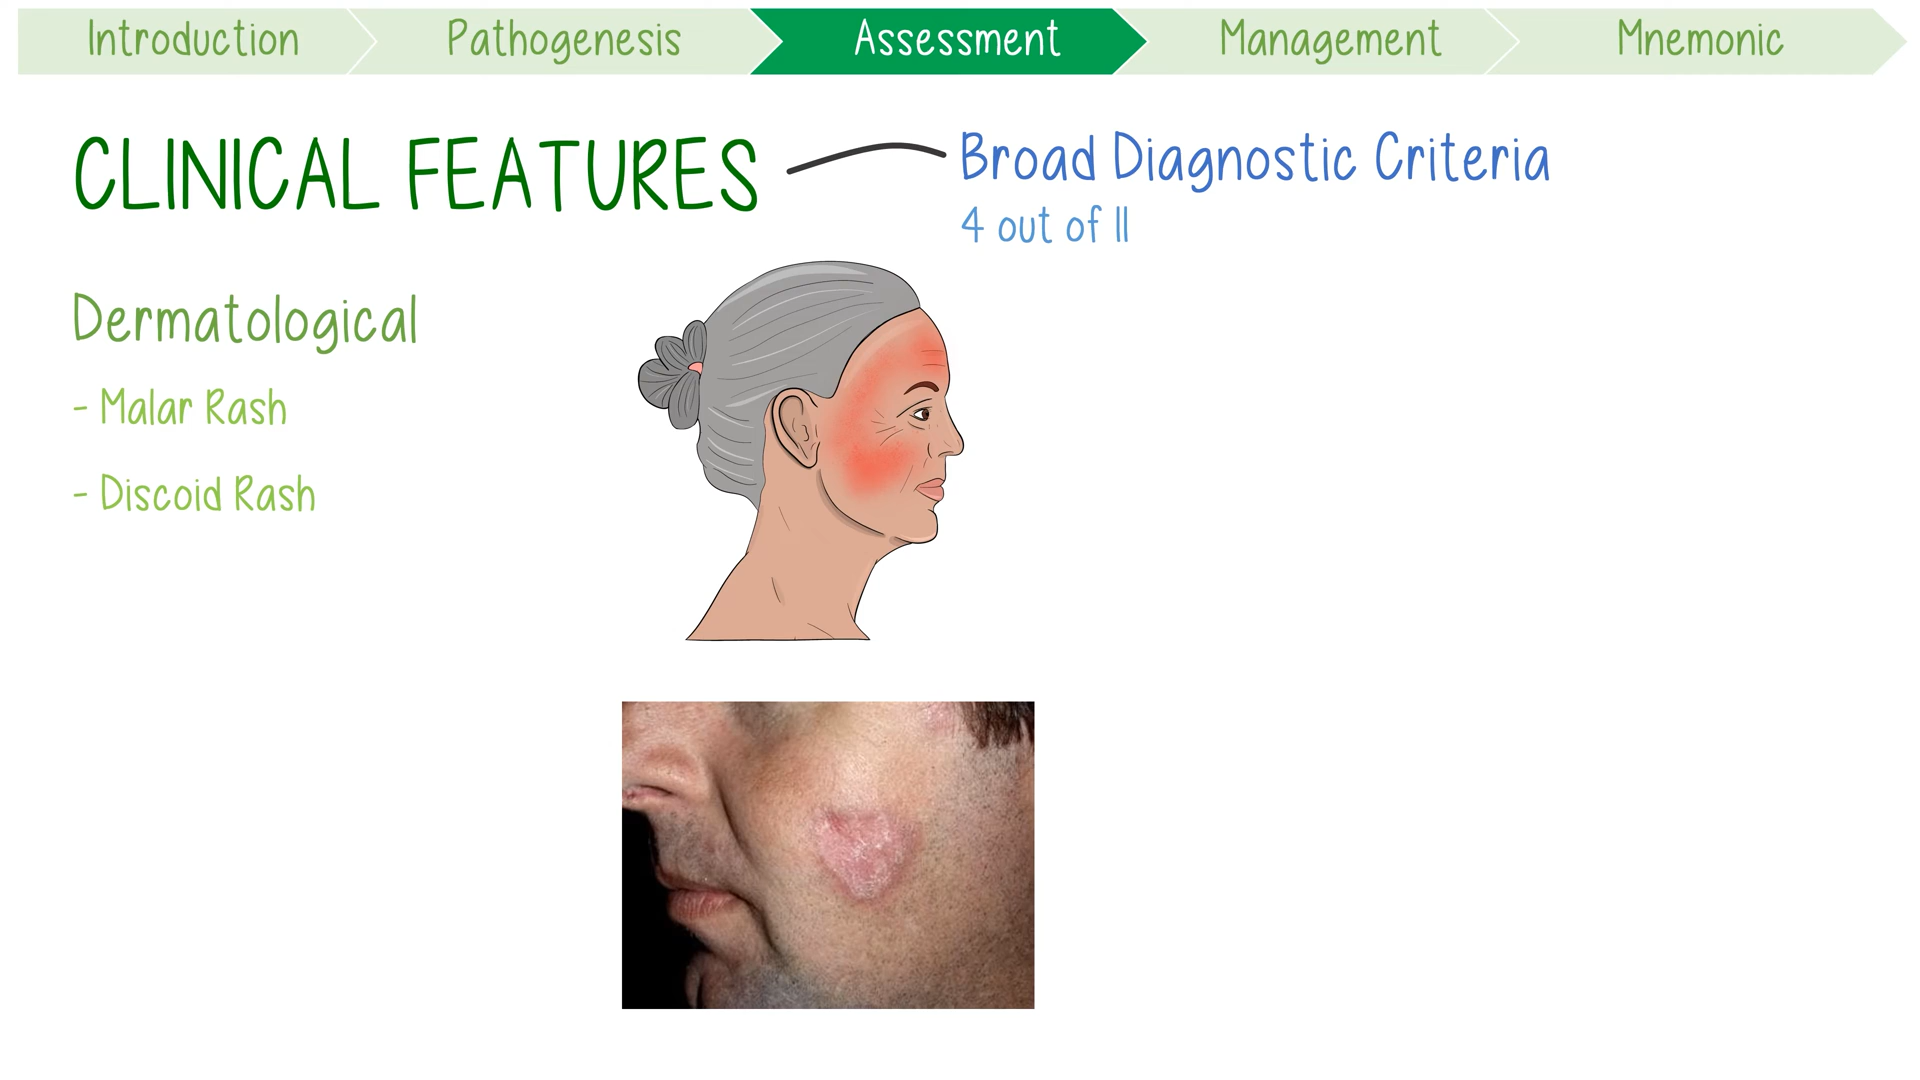 Introduction
Pathogenesis
Assessment
Management
Mnemonic
CLINICAL FEATURES
Broad Diagnostic Criteria
4 out of 11
Dermatological
- Malar Rash
- Discoid Rash